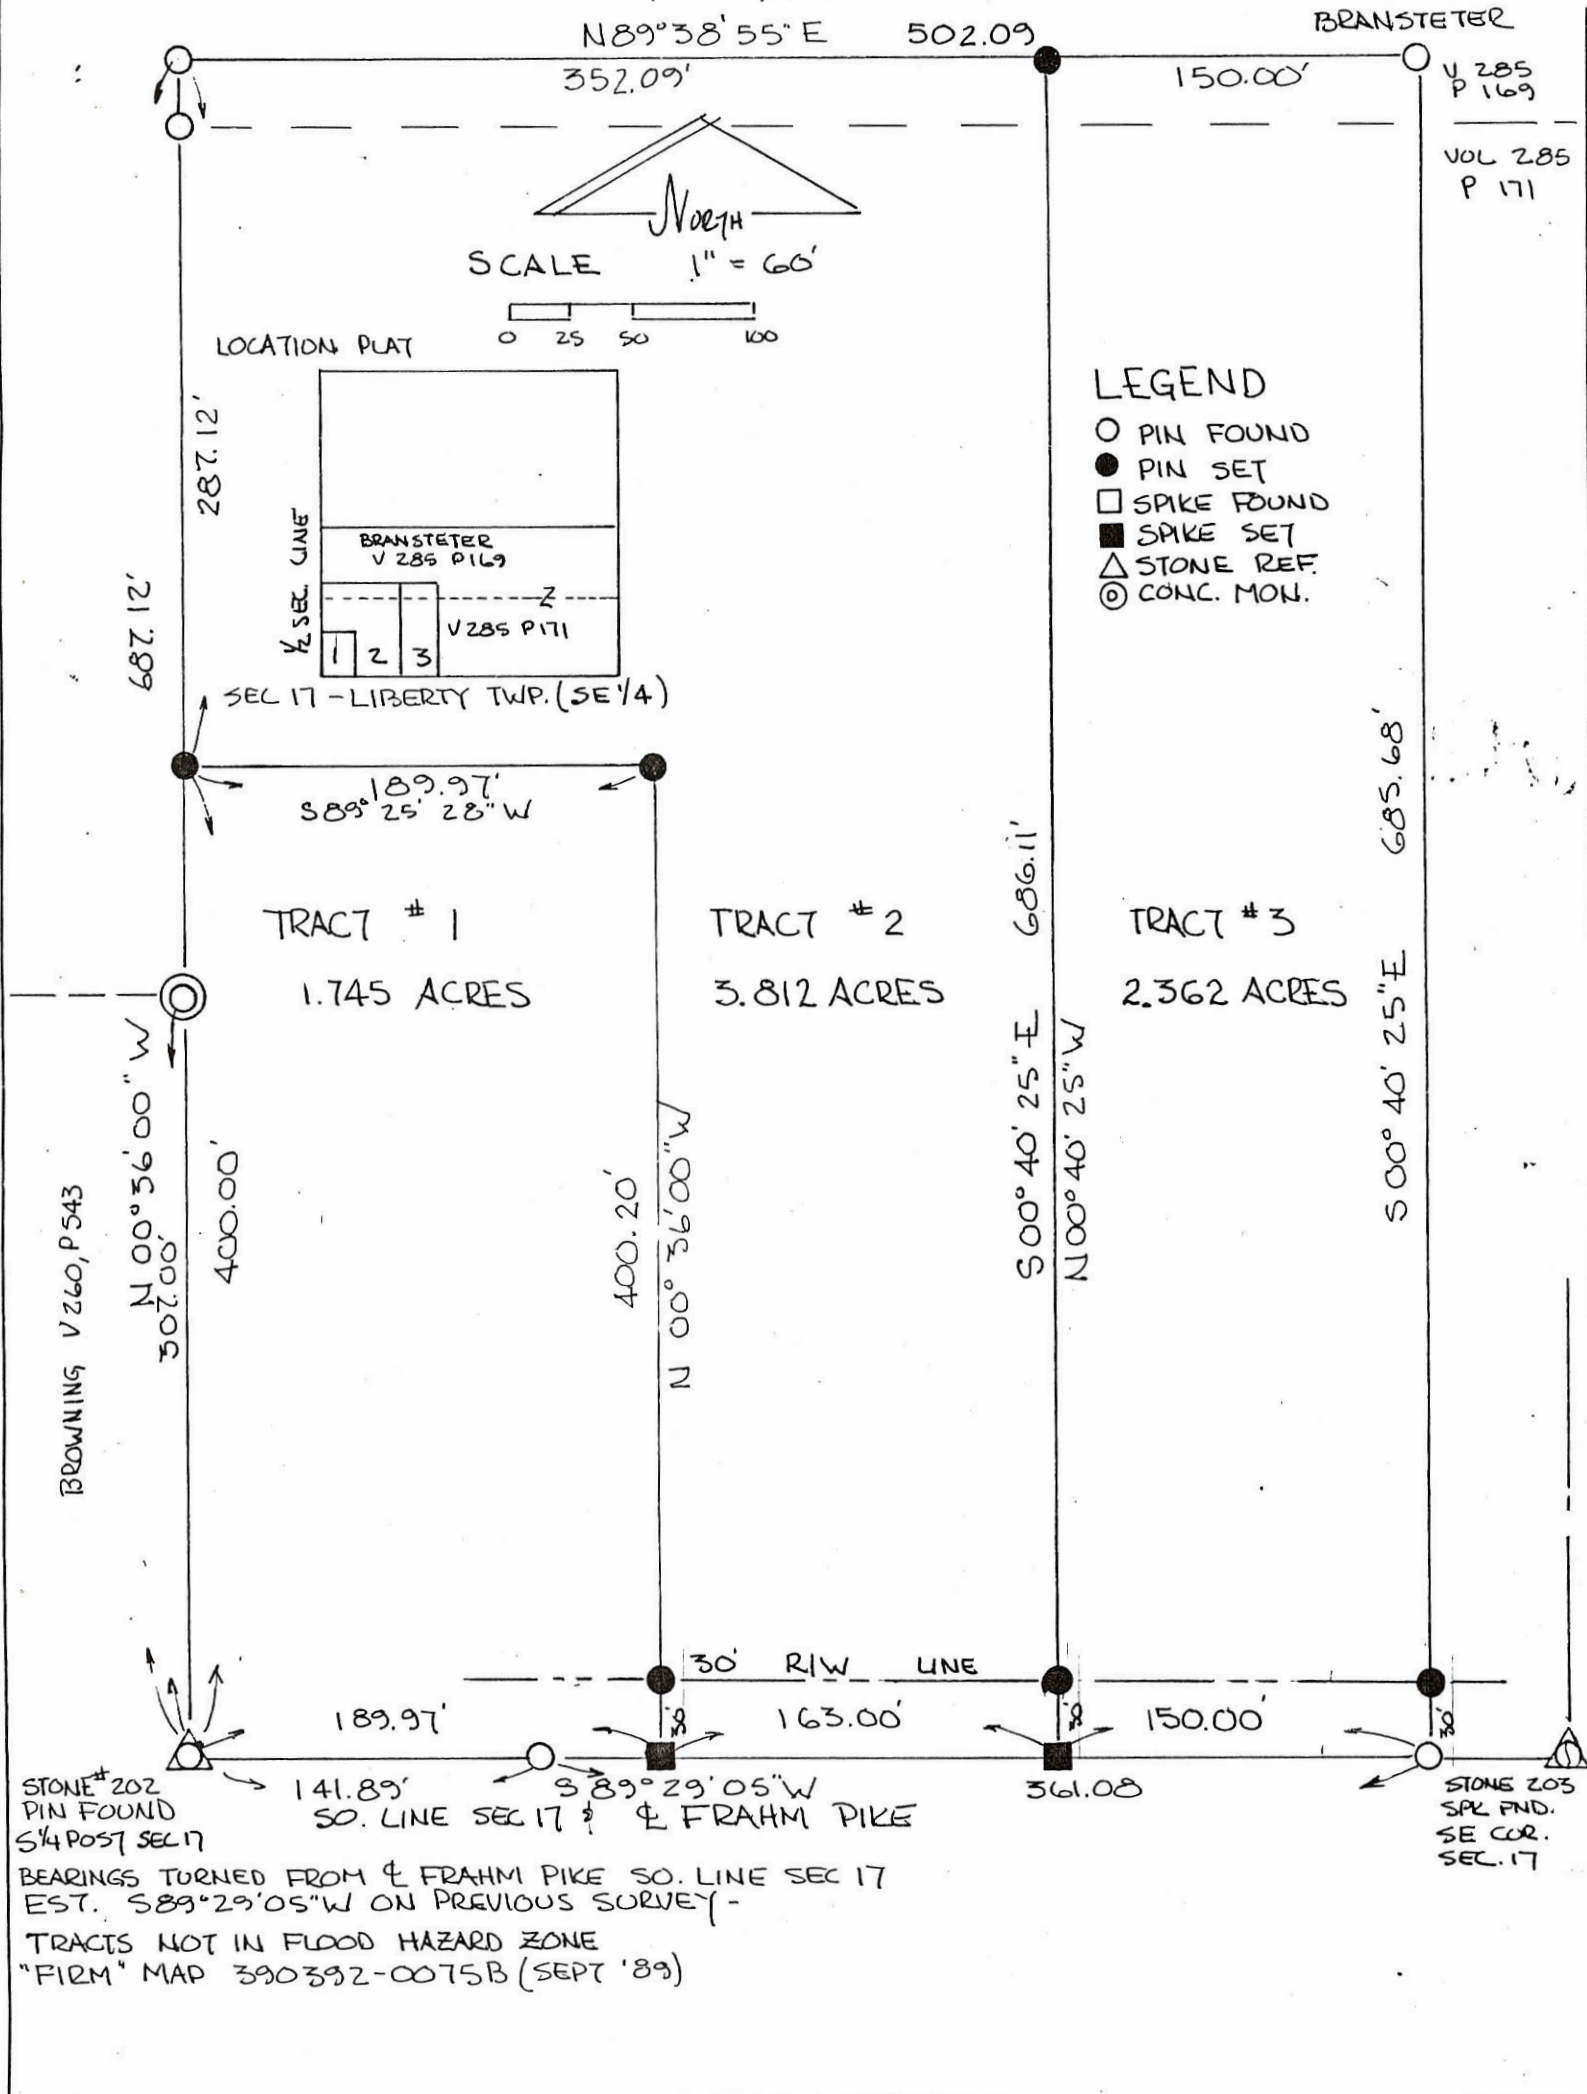 N89°38'55"E 502.09
BRANSTETER
352.09'
150.00'
V 285
P 169
VOL 285
P 171
NORTH
SCALE 1" = 60'
0 25 50 100
LOCATION PLAT
287.12'
687.12'
1/2 SEC LINE
BRANSTETER
V 285 P169
Z
V 285 P171
1 2 3
SEC 17 - LIBERTY TWP. (SE 1/4)
LEGEND
PIN FOUND
PIN SET
SPIKE FOUND
SPIKE SET
STONE REF.
CONC. MON.
189.97'
S89°25'28"W
TRACT #1
1.745 ACRES
TRACT #2
3.812 ACRES
TRACT #3
2.362 ACRES
686.11'
S00°40'25"E
N00°40'25"W
685.68'
S00°40'25"E
N00°36'00"W
302.00'
400.00'
BROWNING V260, P543
400.20'
N 00°36'00"W
30' R/W LINE
189.97'
30'
163.00'
30'
150.00'
30'
141.89'
S89°29'05"W
361.08
SO. LINE SEC 17 & ℄ FRAHM PIKE
STONE #202
PIN FOUND
S 1/4 POST SEC 17
STONE 203
SPK FND.
SE COR.
SEC. 17
BEARINGS TURNED FROM ℄ FRAHM PIKE SO. LINE SEC 17
EST. S89°29'05"W ON PREVIOUS SURVEY -
TRACTS NOT IN FLOOD HAZARD ZONE
"FIRM" MAP 390392-0075B (SEPT '89)